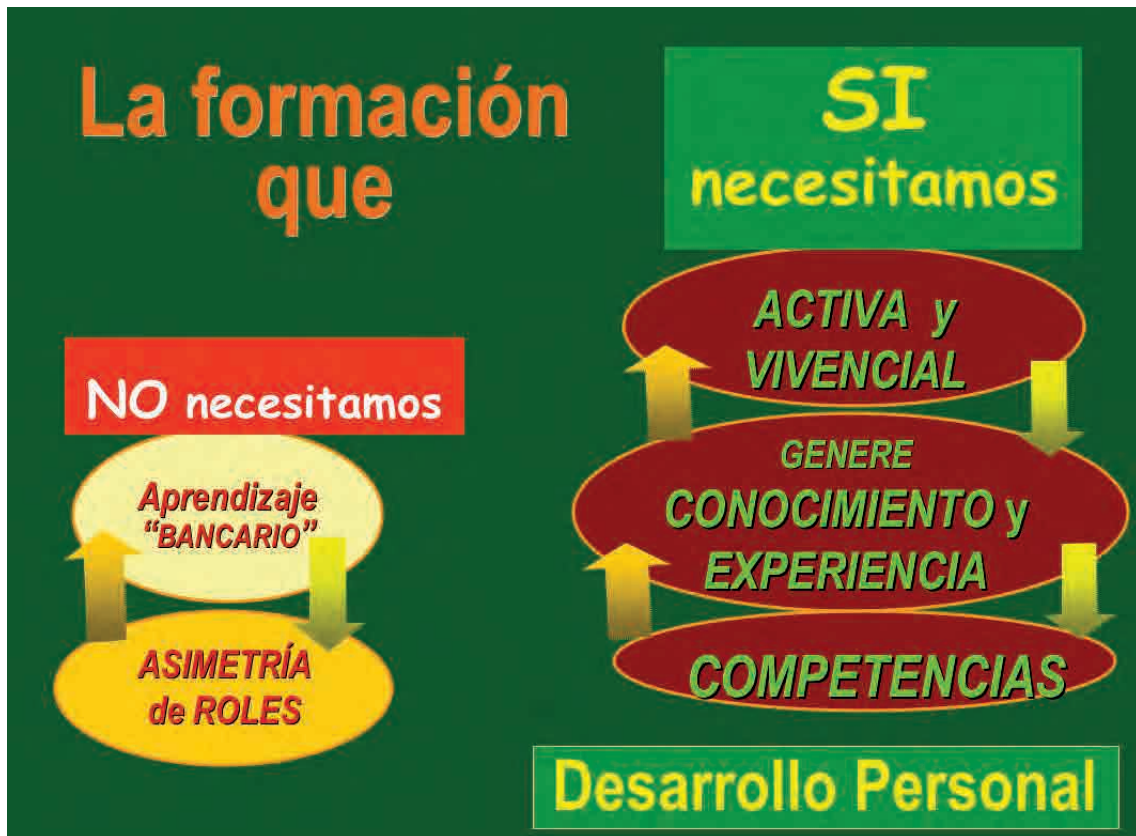 La formación
que
NO necesitamos
Aprendizaje
“BANCARIO”
ASIMETRÍA
de ROLES
SI
necesitamos
ACTIVA y
VIVENCIAL
GENERE
CONOCIMIENTO y
EXPERIENCIA
COMPETENCIAS
Desarrollo Personal